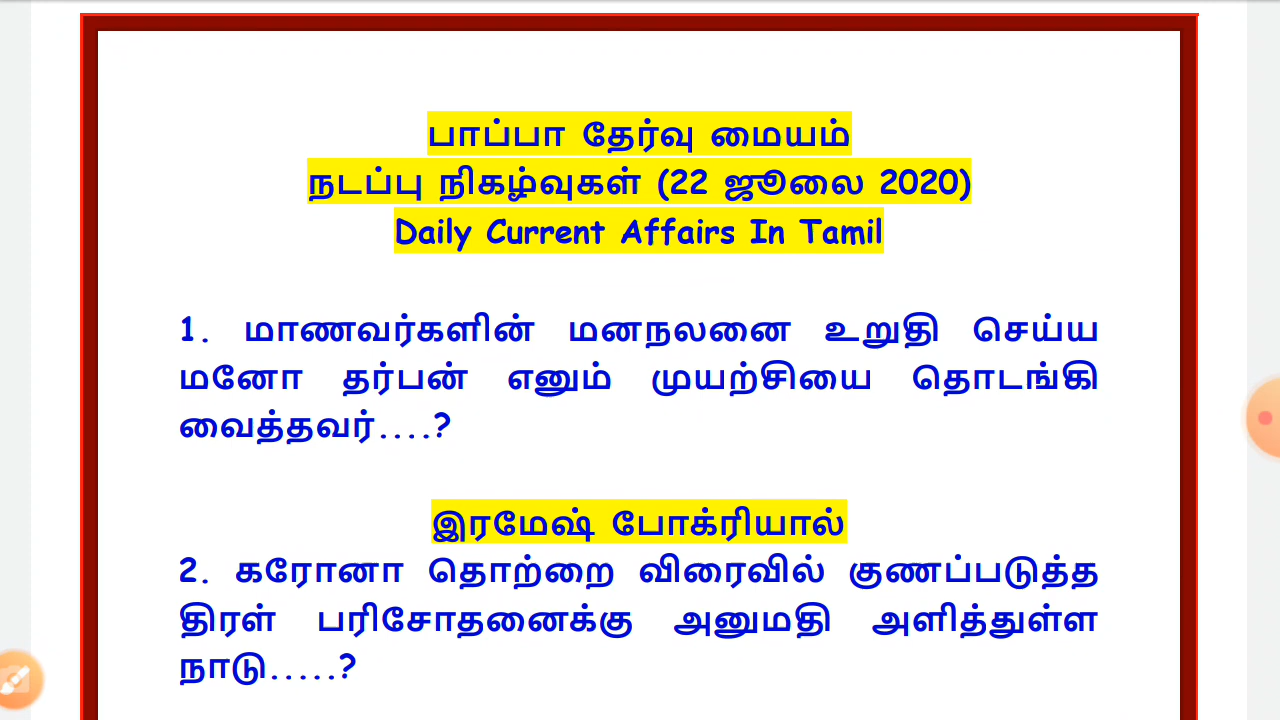 பாப்பா தேர்வு மையம்
நடப்பு நிகழ்வுகள் (22 ஜூலை 2020)
Daily Current Affairs In Tamil
1. மாணவர்களின் மனநலனை உறுதி செய்ய
மனோ தர்பன் எனும் முயற்சியை தொடங்கி
வைத்தவர்....?
இரமேஷ் போக்ரியால்
2. கரோனா தொற்றை விரைவில் குணப்படுத்த
திரள் பரிசோதனைக்கு அனுமதி அளித்துள்ள
நாடு.....?